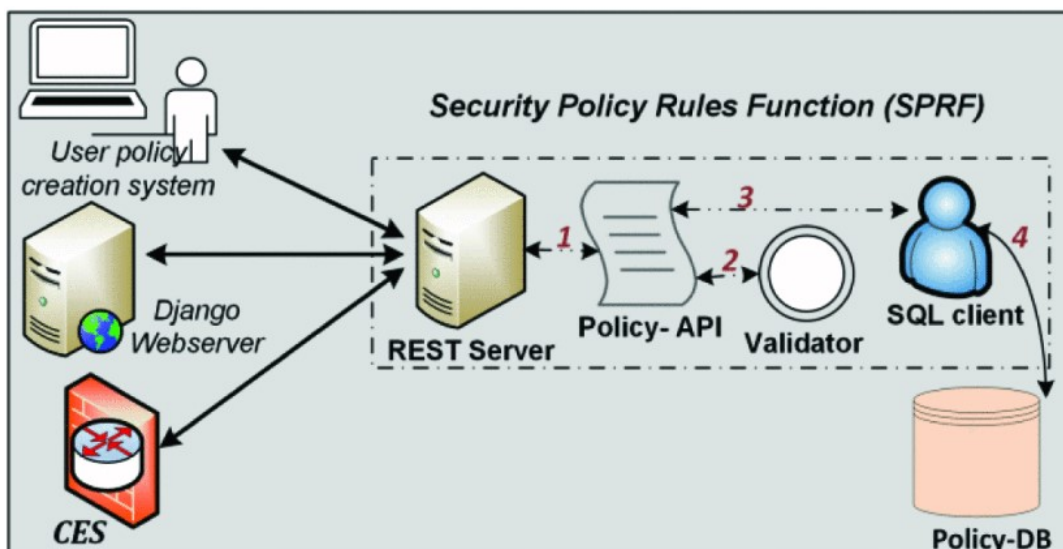 Security Policy Rules Function (SPRF)
User policy
creation system
Django
Webserver
CES
REST Server
1
Policy- API
2
Validator
3
SQL client
4
Policy-DB